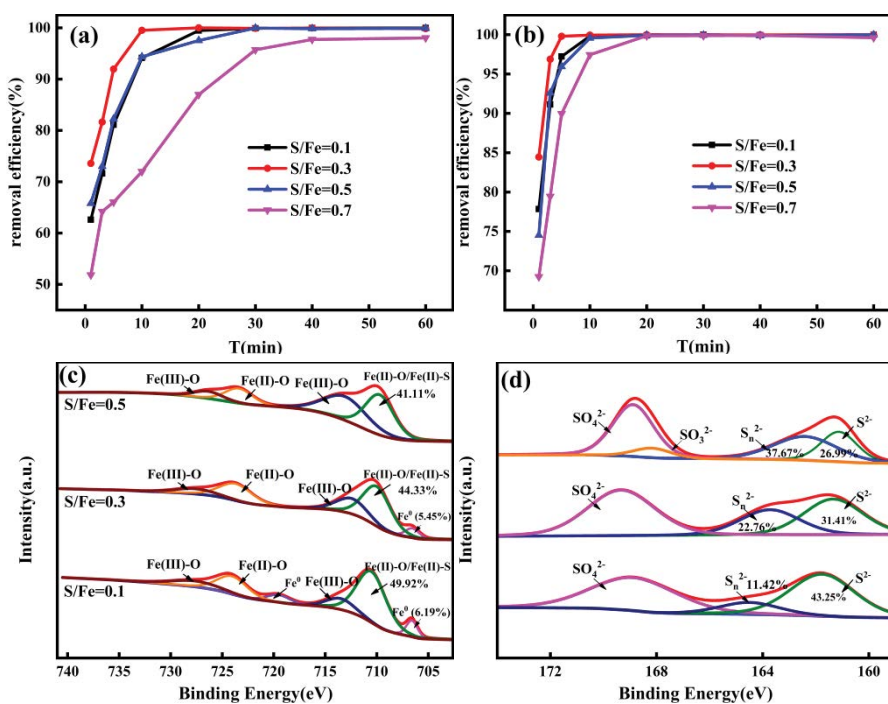 (a)
removal efficiency(%)
100
90
80
70
60
50
S/Fe=0.1
S/Fe=0.3
S/Fe=0.5
S/Fe=0.7
0 10 20 30 40 50 60
T(min)
(b)
removal efficiency(%)
100
95
90
85
80
75
70
S/Fe=0.1
S/Fe=0.3
S/Fe=0.5
S/Fe=0.7
0 10 20 30 40 50 60
T(min)
(c)
Intensity(a.u.)
Fe(III)-O Fe(II)-O Fe(III)-O Fe(II)-O/Fe(II)-S
41.11%
S/Fe=0.5
Fe(III)-O Fe(II)-O Fe(III)-O Fe(II)-O/Fe(II)-S
44.33%
Fe⁰ (5.45%)
S/Fe=0.3
Fe(III)-O Fe(II)-O Fe⁰ Fe(III)-O Fe(II)-O/Fe(II)-S
49.92%
Fe⁰ (6.19%)
S/Fe=0.1
740 735 730 725 720 715 710 705
Binding Energy(eV)
(d)
Intensity(a.u.)
SO₄²⁻ SO₃²⁻ Sₙ²⁻ S²⁻
37.67% 26.99%
SO₄²⁻ Sₙ²⁻ S²⁻
22.76% 31.41%
SO₄²⁻ Sₙ²⁻ 11.42% S²⁻
43.25%
172 168 164 160
Binding Energy(eV)